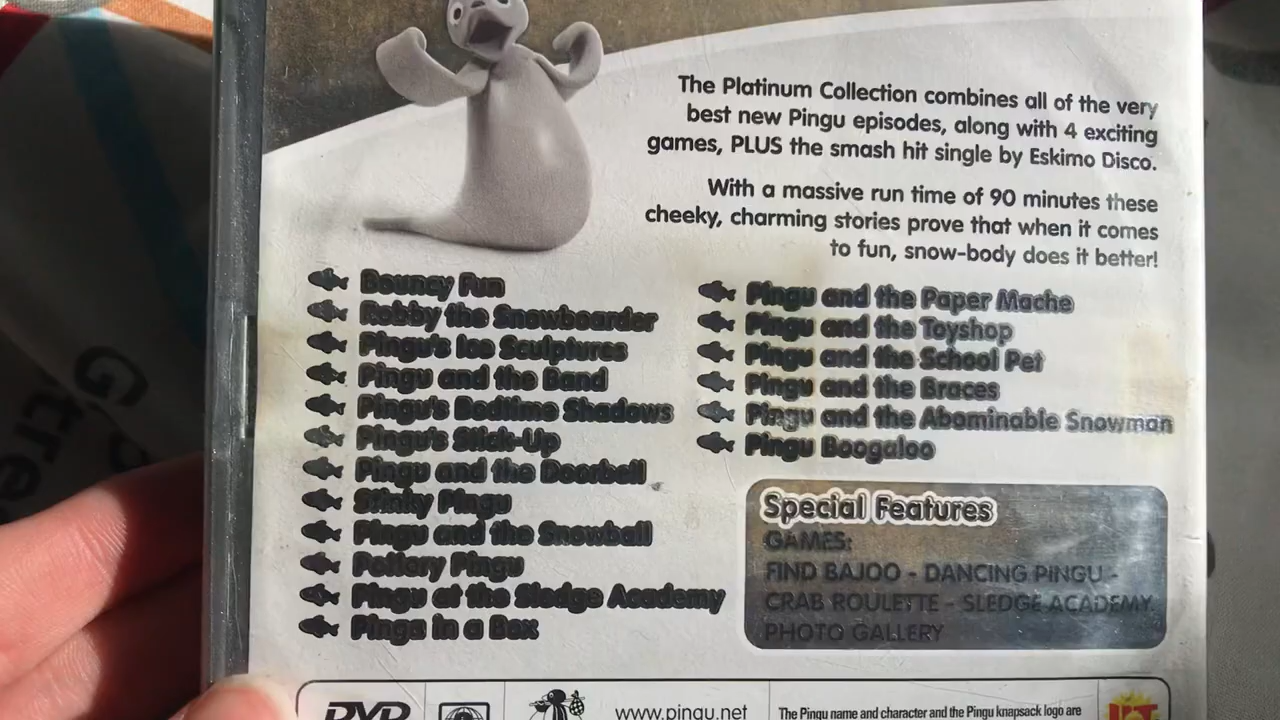 The Platinum Collection combines all of the very
best new Pingu episodes, along with 4 exciting
games, PLUS the smash hit single by Eskimo Disco.
With a massive run time of 90 minutes these
cheeky, charming stories prove that when it comes
to fun, snow-body does it better!
Bouncy Fun
Robby the Snowboarder
Pingu's Ice Sculptures
Pingu and the Band
Pingu's Bedtime Shadows
Pingu's Stick-Up
Pingu and the Doorbell
Stinky Pingu
Pingu and the Snowball
Pottery Pingu
Pingu at the Sledge Academy
Pinga in a Box
Pingu and the Paper Mache
Pingu and the Toyshop
Pingu and the School Pet
Pingu and the Braces
Pingu and the Abominable Snowman
Pingu Boogaloo
Special Features
GAMES:
FIND BAJOO - DANCING PINGU -
CRAB ROULETTE - SLEDGE ACADEMY
PHOTO GALLERY
DVD
www.pingu.net
The Pingu name and character and the Pingu knapsack logo are